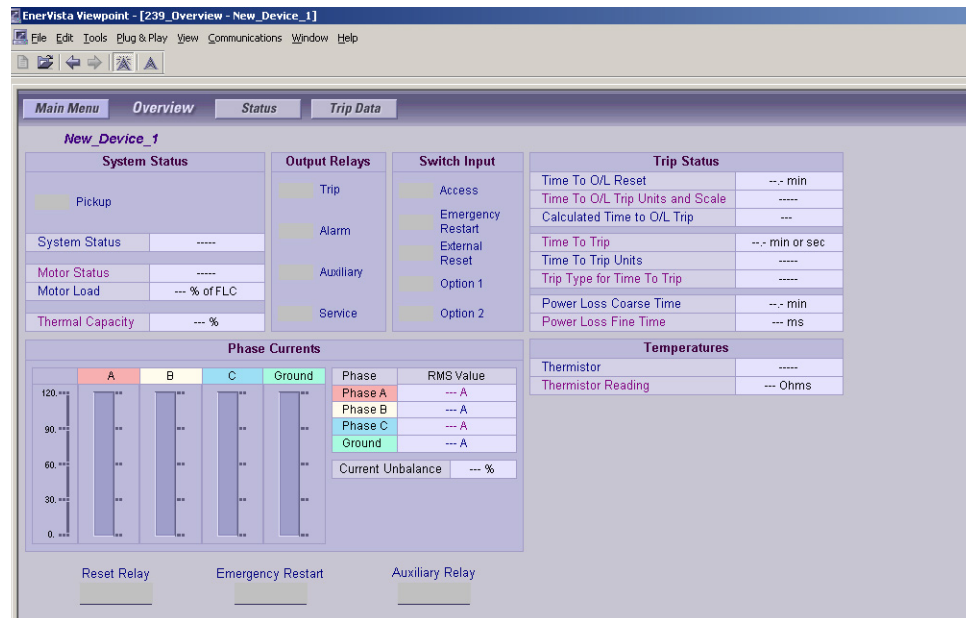 EnerVista Viewpoint - [239_Overview - New_Device_1]
File Edit Tools Plug & Play View Communications Window Help
Main Menu Overview Status Trip Data
New_Device_1
System Status
Pickup
System Status -----
Motor Status -----
Motor Load --- % of FLC
Thermal Capacity --- %
Output Relays
Trip
Alarm
Auxiliary
Service
Switch Input
Access
Emergency
Restart
External
Reset
Option 1
Option 2
Trip Status
Time To O/L Reset --.- min
Time To O/L Trip Units and Scale -----
Calculated Time to O/L Trip ---
Time To Trip --.- min or sec
Time To Trip Units -----
Trip Type for Time To Trip -----
Power Loss Coarse Time --.- min
Power Loss Fine Time --- ms
Phase Currents
A B C Ground
120.
90.
60.
30.
0.
Phase RMS Value
Phase A --- A
Phase B --- A
Phase C --- A
Ground --- A
Current Unbalance --- %
Temperatures
Thermistor -----
Thermistor Reading --- Ohms
Reset Relay Emergency Restart Auxiliary Relay